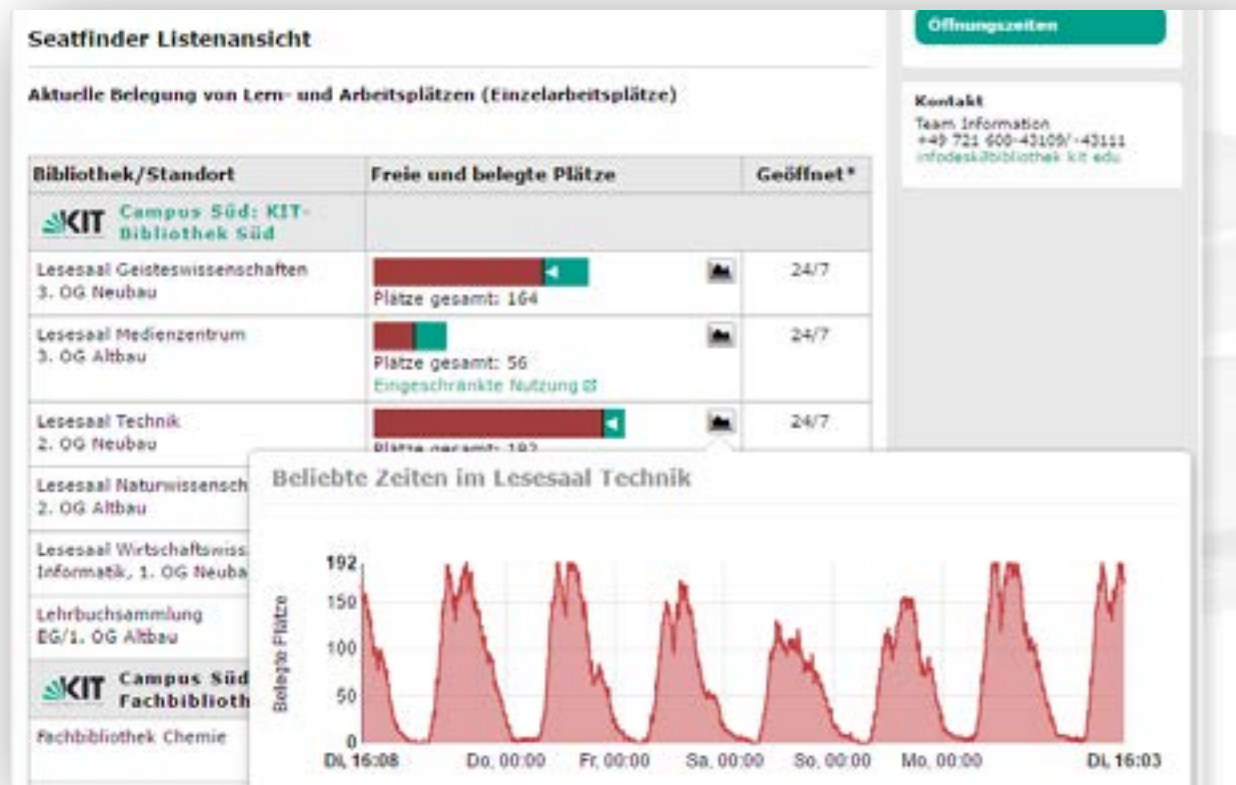 Seatfinder Listenansicht
Aktuelle Belegung von Lern- und Arbeitsplätzen (Einzelarbeitsplätze)
Bibliothek/Standort
Freie und belegte Plätze
Geöffnet*
KIT
Campus Süd: KIT-
Bibliothek Süd
Lesesaal Geisteswissenschaften
3. OG Neubau
Plätze gesamt: 164
24/7
Lesesaal Medienzentrum
3. OG Altbau
Plätze gesamt: 56
Eingeschränkte Nutzung
24/7
Lesesaal Technik
2. OG Neubau
Plätze gesamt: 192
24/7
Lesesaal Naturwissensch
2. OG Altbau
Lesesaal Wirtschaftswiss
Informatik, 1. OG Neuba
Lehrbuchsammlung
EG/1. OG Altbau
KIT
Campus Süd
Fachbiblioth
Fachbibliothek Chemie
Beliebte Zeiten im Lesesaal Technik
Belegte Plätze
192
150
100
50
0
Di, 16:08
Do, 00:00
Fr, 00:00
Sa, 00:00
So, 00:00
Mo, 00:00
Di, 16:03
Öffnungszeiten
Kontakt
Team Information
+49 721 608-43109/-43111
infodesk@bibliothek kit edu